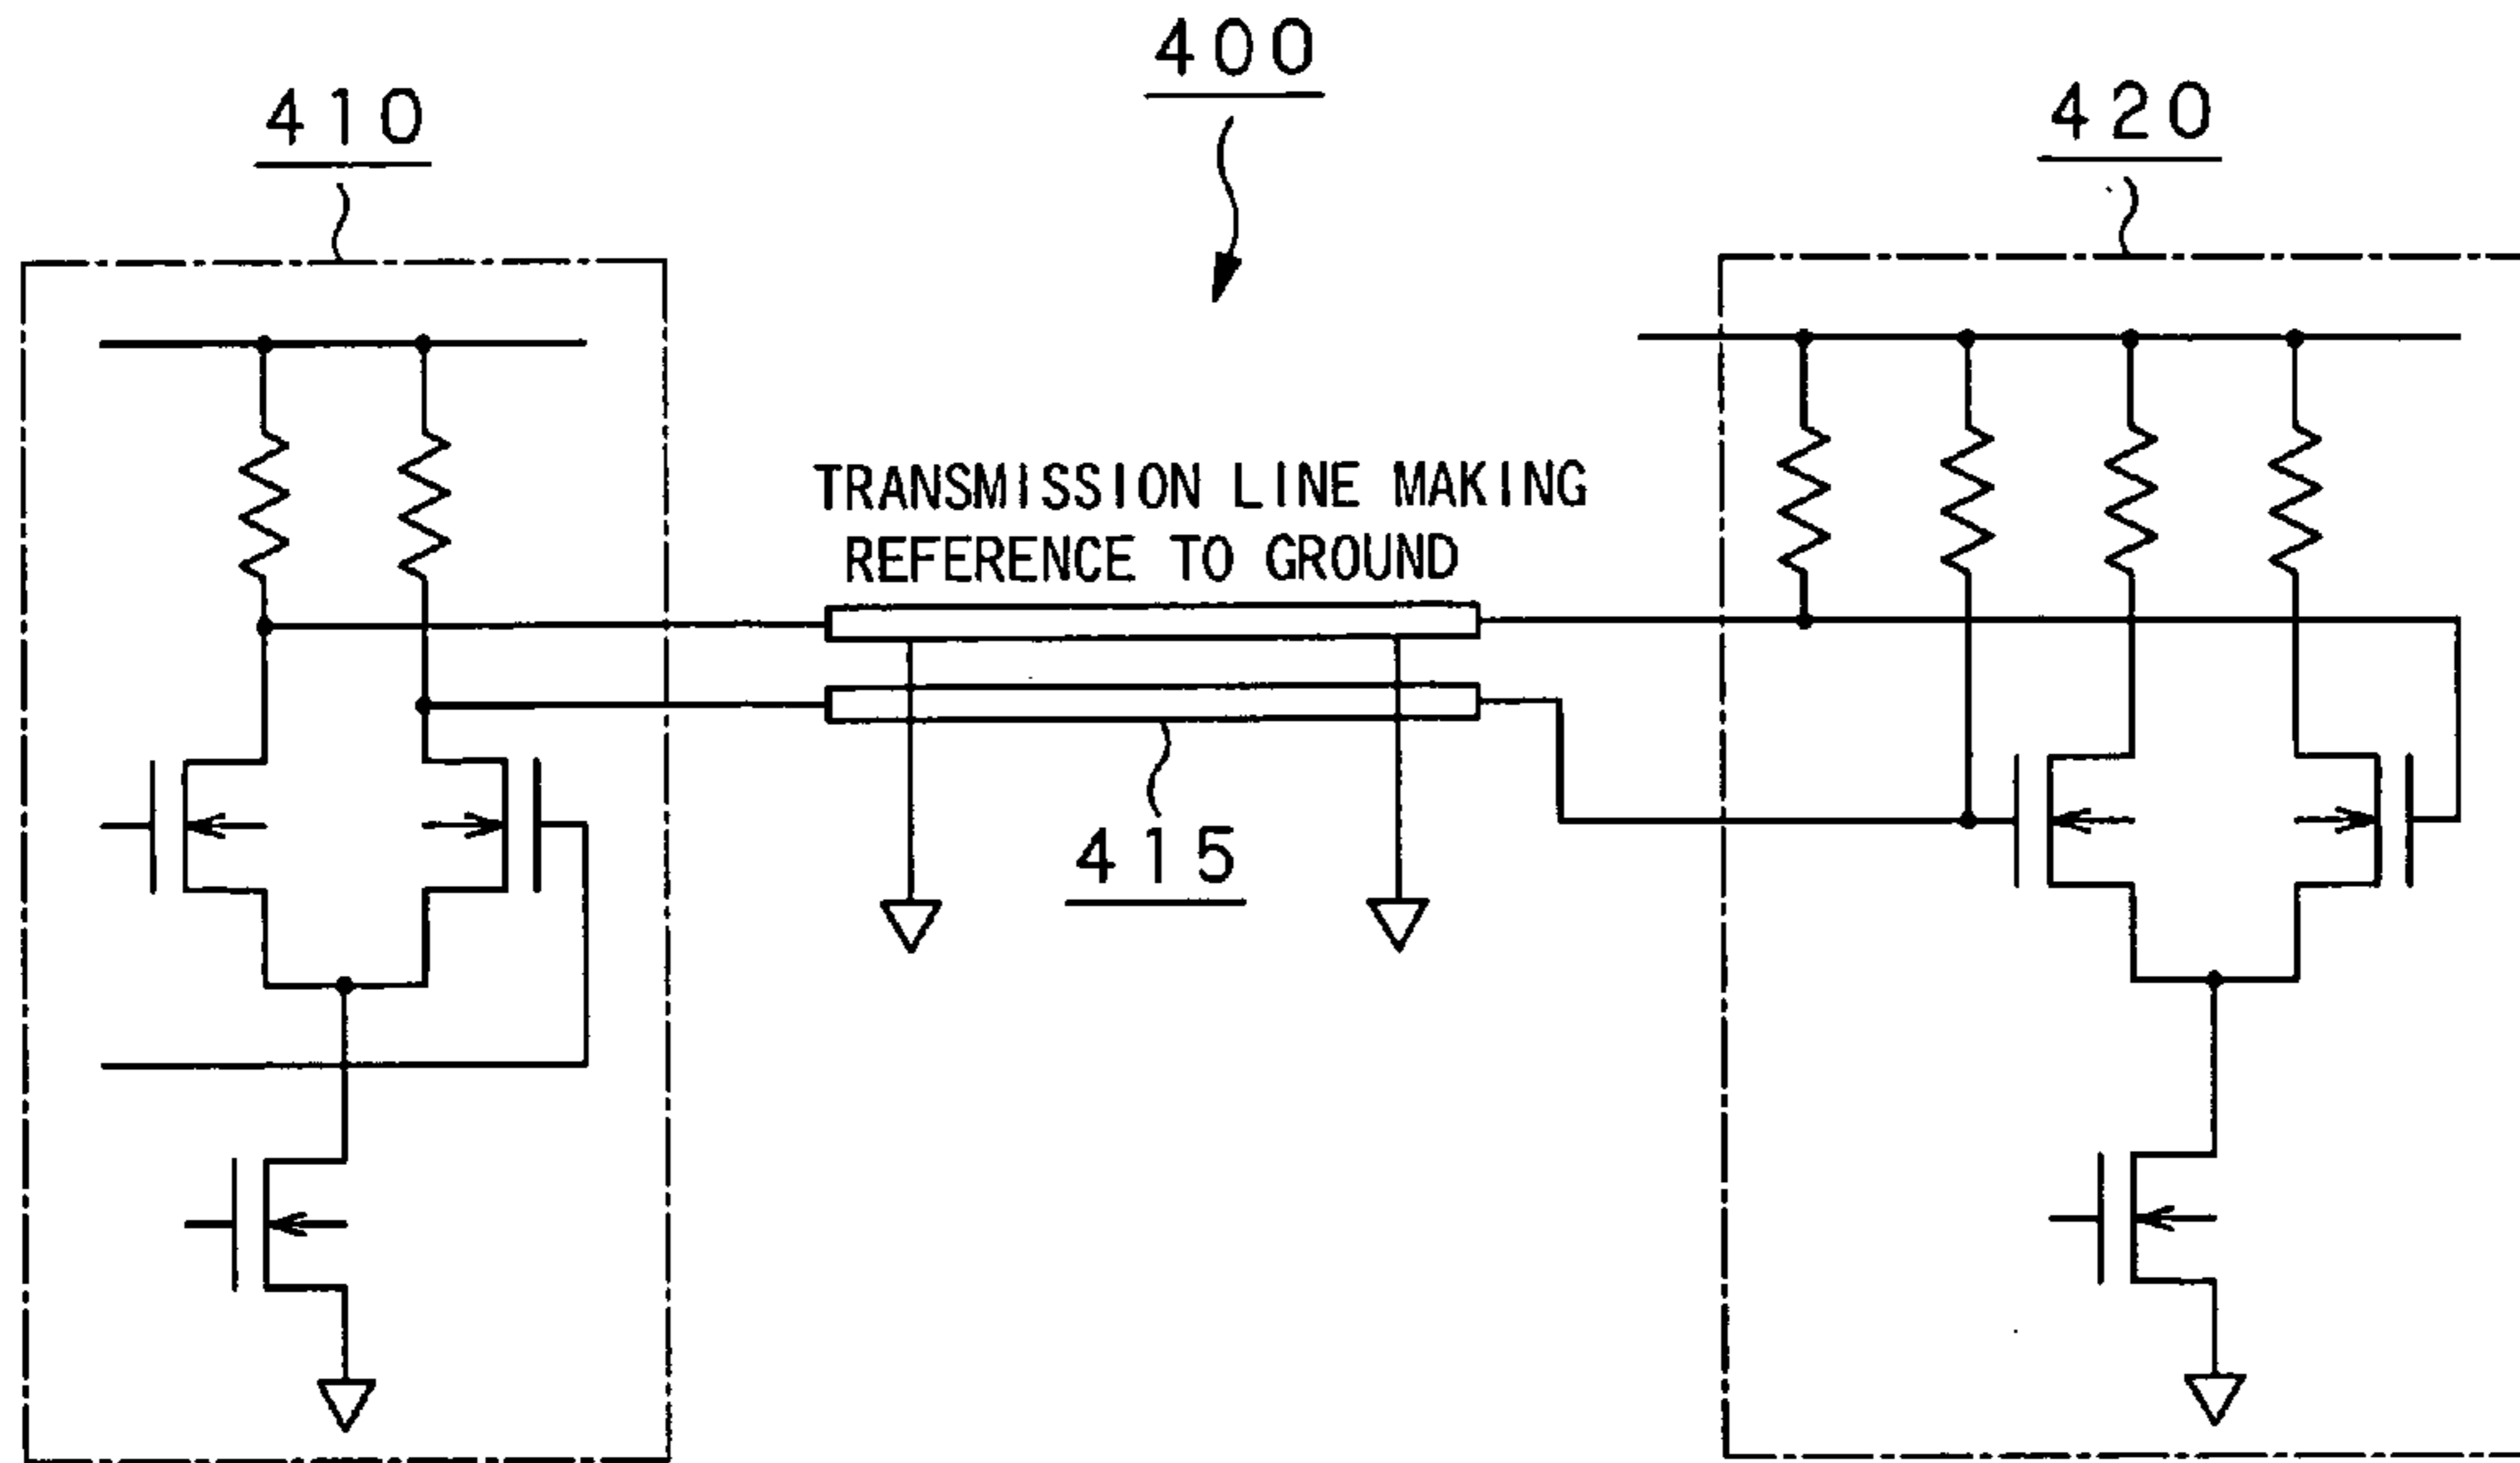 400
410
420
TRANSMISSION LINE MAKING
REFERENCE TO GROUND
415